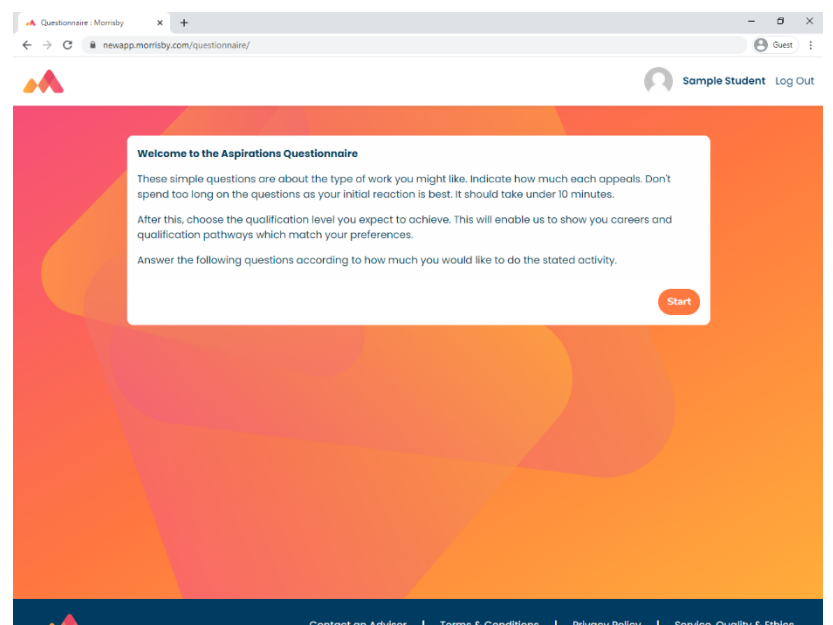 Questionnaire : Morrisby
newapp.morrisby.com/questionnaire/
Guest
Sample Student Log Out
Welcome to the Aspirations Questionnaire
These simple questions are about the type of work you might like. Indicate how much each appeals. Don't
spend too long on the questions as your initial reaction is best. It should take under 10 minutes.
After this, choose the qualification level you expect to achieve. This will enable us to show you careers and
qualification pathways which match your preferences.
Answer the following questions according to how much you would like to do the stated activity.
Start
Contact an Adviser | Terms & Conditions | Privacy Policy | Service, Quality & Ethics